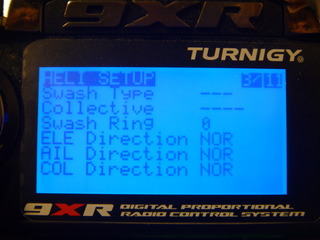 9XR
TURNIGY®
HELI SETUP 3/11
Swash Type ---
Collective ----
Swash Ring 0
ELE Direction NOR
AIL Direction NOR
COL Direction NOR
9XR DIGITAL PROPORTIONAL
RADIO CONTROL SYSTEM